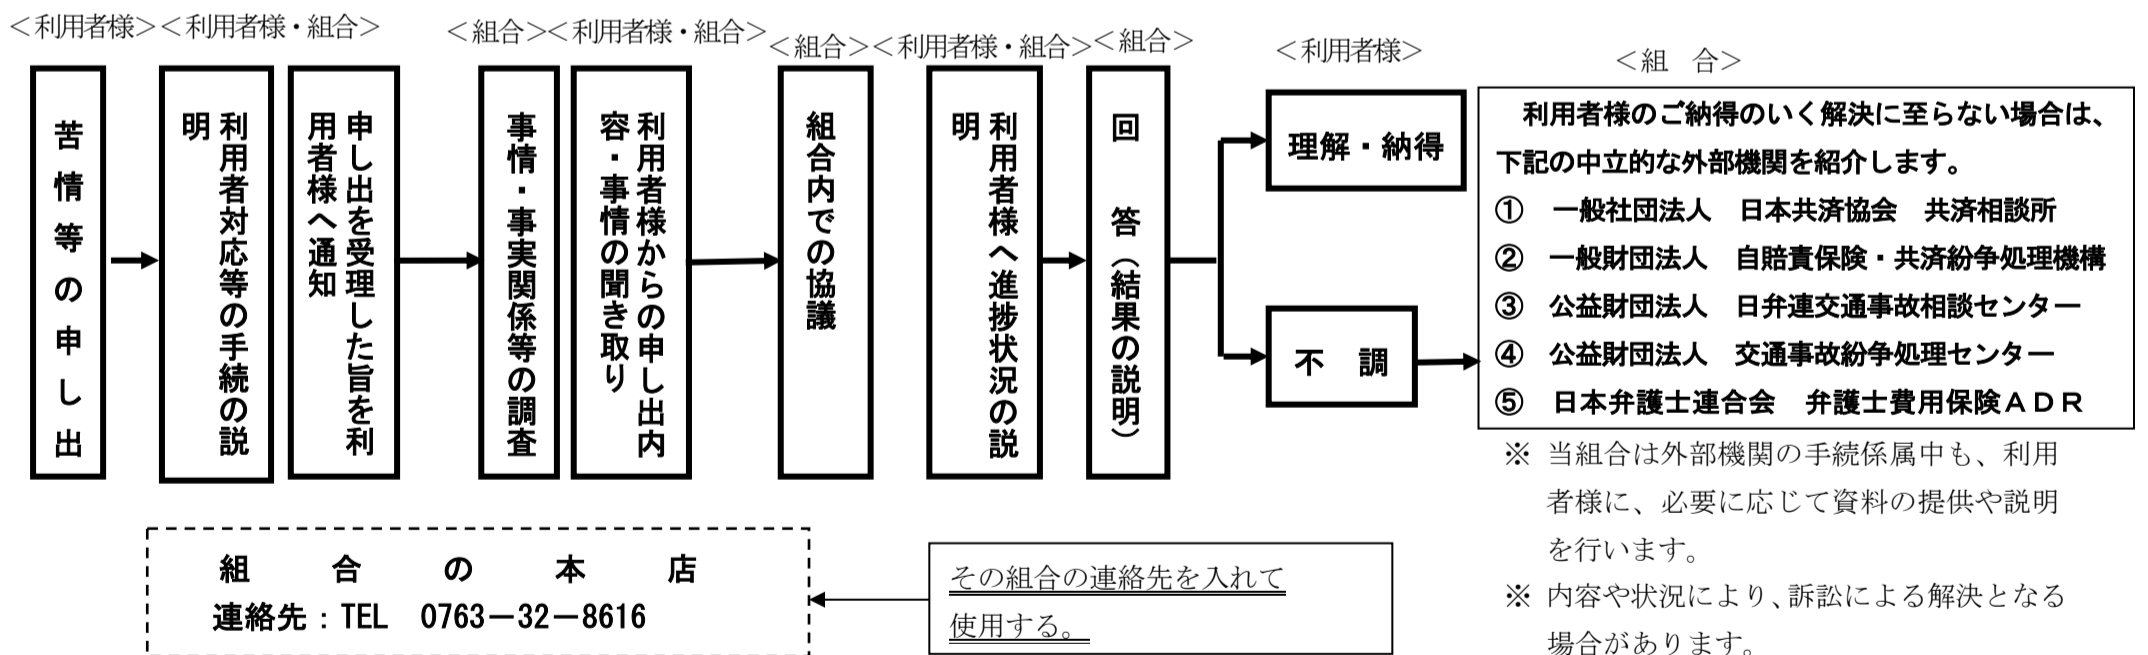 ＜利用者様＞
＜利用者様・組合＞
＜組合＞
＜利用者様・組合＞
＜組合＞
＜利用者様・組合＞
＜組合＞
＜利用者様＞
＜組　合＞
苦情等の申し出
利用者対応等の手続の説
明
申し出を受理した旨を利
用者様へ通知
事情・事実関係等の調査
利用者様からの申し出内
容・事情の聞き取り
組合内での協議
利用者様へ進捗状況の説
明
回　答（結果の説明）
理解・納得
不　調
利用者様のご納得のいく解決に至らない場合は、
下記の中立的な外部機関を紹介します。
①　一般社団法人　日本共済協会　共済相談所
②　一般財団法人　自賠責保険・共済紛争処理機構
③　公益財団法人　日弁連交通事故相談センター
④　公益財団法人　交通事故紛争処理センター
⑤　日本弁護士連合会　弁護士費用保険ＡＤＲ
※ 当組合は外部機関の手続係属中も、利用
者様に、必要に応じて資料の提供や説明
を行います。
※ 内容や状況により、訴訟による解決となる
場合があります。
組　合　の　本　店
連絡先：TEL　0763－32－8616
その組合の連絡先を入れて
使用する。